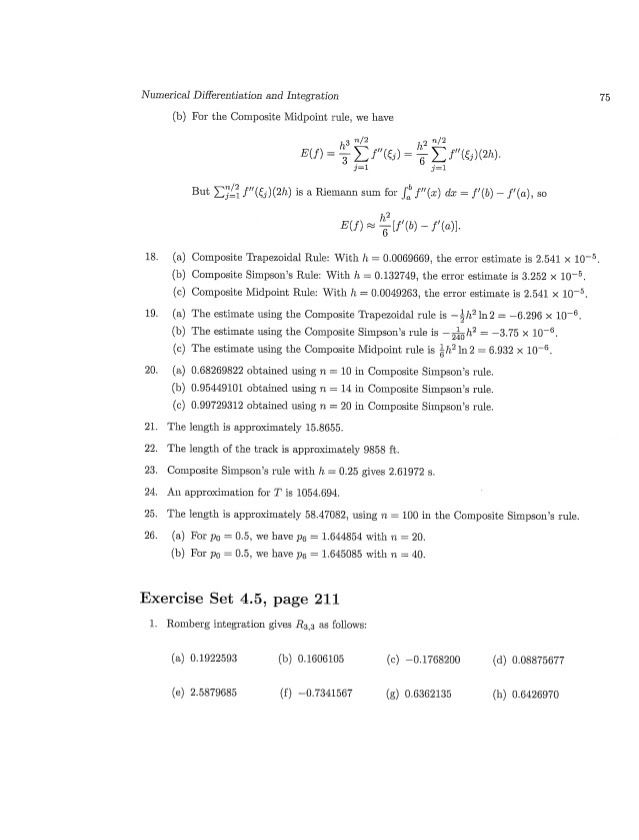 Numerical Differentiation and Integration 75
(b) For the Composite Midpoint rule, we have
E(f) = \frac{h^3}{3} \sum_{j=1}^{n/2} f''(ξ_j) = \frac{h^2}{6} \sum_{j=1}^{n/2} f''(ξ_j)(2h).
But \sum_{j=1}^{n/2} f''(ξ_j)(2h) is a Riemann sum for \int_a^b f''(x) dx = f'(b) − f'(a), so
E(f) ≈ \frac{h^2}{6} [f'(b) − f'(a)].
18. (a) Composite Trapezoidal Rule: With h = 0.0069669, the error estimate is 2.541 × 10^{−5}.
(b) Composite Simpson's Rule: With h = 0.132749, the error estimate is 3.252 × 10^{−5}.
(c) Composite Midpoint Rule: With h = 0.0049263, the error estimate is 2.541 × 10^{−5}.
19. (a) The estimate using the Composite Trapezoidal rule is −\frac{1}{2}h^2 ln 2 = −6.296 × 10^{−6}.
(b) The estimate using the Composite Simpson's rule is −\frac{1}{240}h^2 = −3.75 × 10^{−6}.
(c) The estimate using the Composite Midpoint rule is \frac{1}{6}h^2 ln 2 = 6.932 × 10^{−6}.
20. (a) 0.68269822 obtained using n = 10 in Composite Simpson's rule.
(b) 0.95449101 obtained using n = 14 in Composite Simpson's rule.
(c) 0.99729312 obtained using n = 20 in Composite Simpson's rule.
21. The length is approximately 15.8655.
22. The length of the track is approximately 9858 ft.
23. Composite Simpson's rule with h = 0.25 gives 2.61972 s.
24. An approximation for T is 1054.694.
25. The length is approximately 58.47082, using n = 100 in the Composite Simpson's rule.
26. (a) For p_0 = 0.5, we have p_6 = 1.644854 with n = 20.
(b) For p_0 = 0.5, we have p_6 = 1.645085 with n = 40.
Exercise Set 4.5, page 211
1. Romberg integration gives R_{3,3} as follows:
(a) 0.1922593 (b) 0.1606105 (c) −0.1768200 (d) 0.08875677
(e) 2.5879685 (f) −0.7341567 (g) 0.6362135 (h) 0.6426970